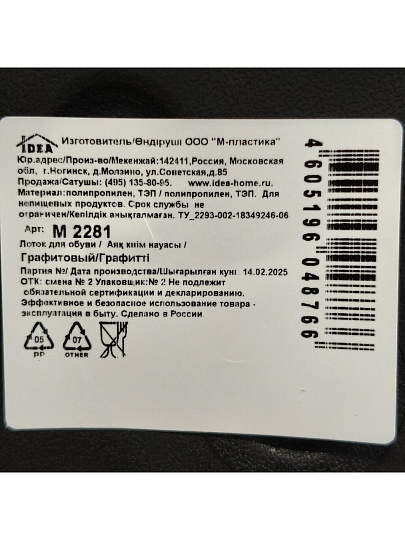 IDEA
Изготовитель/Өндіруші ООО "М-пластика"
Юр.адрес/Произ-во/Мекенжай:142411,Россия, Московская
обл, г.Ногинск, д.Молзино, ул.Советская,д.85
Продажа/Сатушы: (495) 135-80-95. www.idea-home.ru.
Материал:полипропилен, ТЭП / полипропилен, ТЭП. Для
непищевых продуктов. Срок службы не
ограничен/Кепілдік анықталмаған. ТУ_2293-002-18349246-06
Арт: М 2281
Лоток для обуви / Аяқ киім науасы /
Графитовый/Графитті
Партия №/ Дата производства/Шығарылған күні: 14.02.2025
ОТК: смена № 2 Упаковщик:№ 2 Не подлежит
обязательной сертификации и декларированию.
Эффективное и безопасное использование товара -
эксплуатация в быту. Сделано в России
05 07
PP OTHER
4 605196 048766